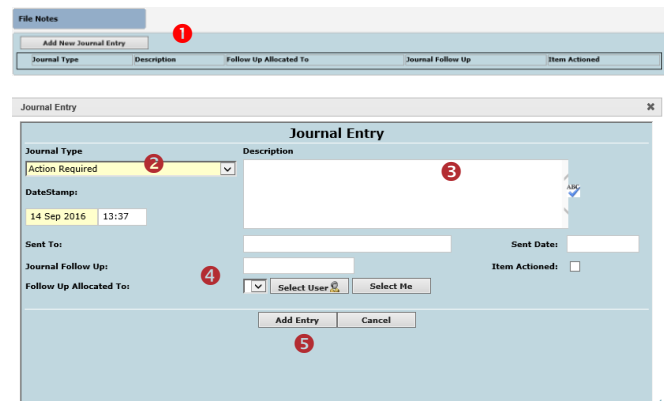 File Notes
1
Add New Journal Entry
Journal Type Description Follow Up Allocated To Journal Follow Up Item Actioned
Journal Entry
Journal Entry
Journal Type Description
Action Required 2 3
ABC
DateStamp:
14 Sep 2016 13:37
Sent To: Sent Date:
Journal Follow Up: Item Actioned:
4
Follow Up Allocated To: Select User Select Me
Add Entry Cancel
5